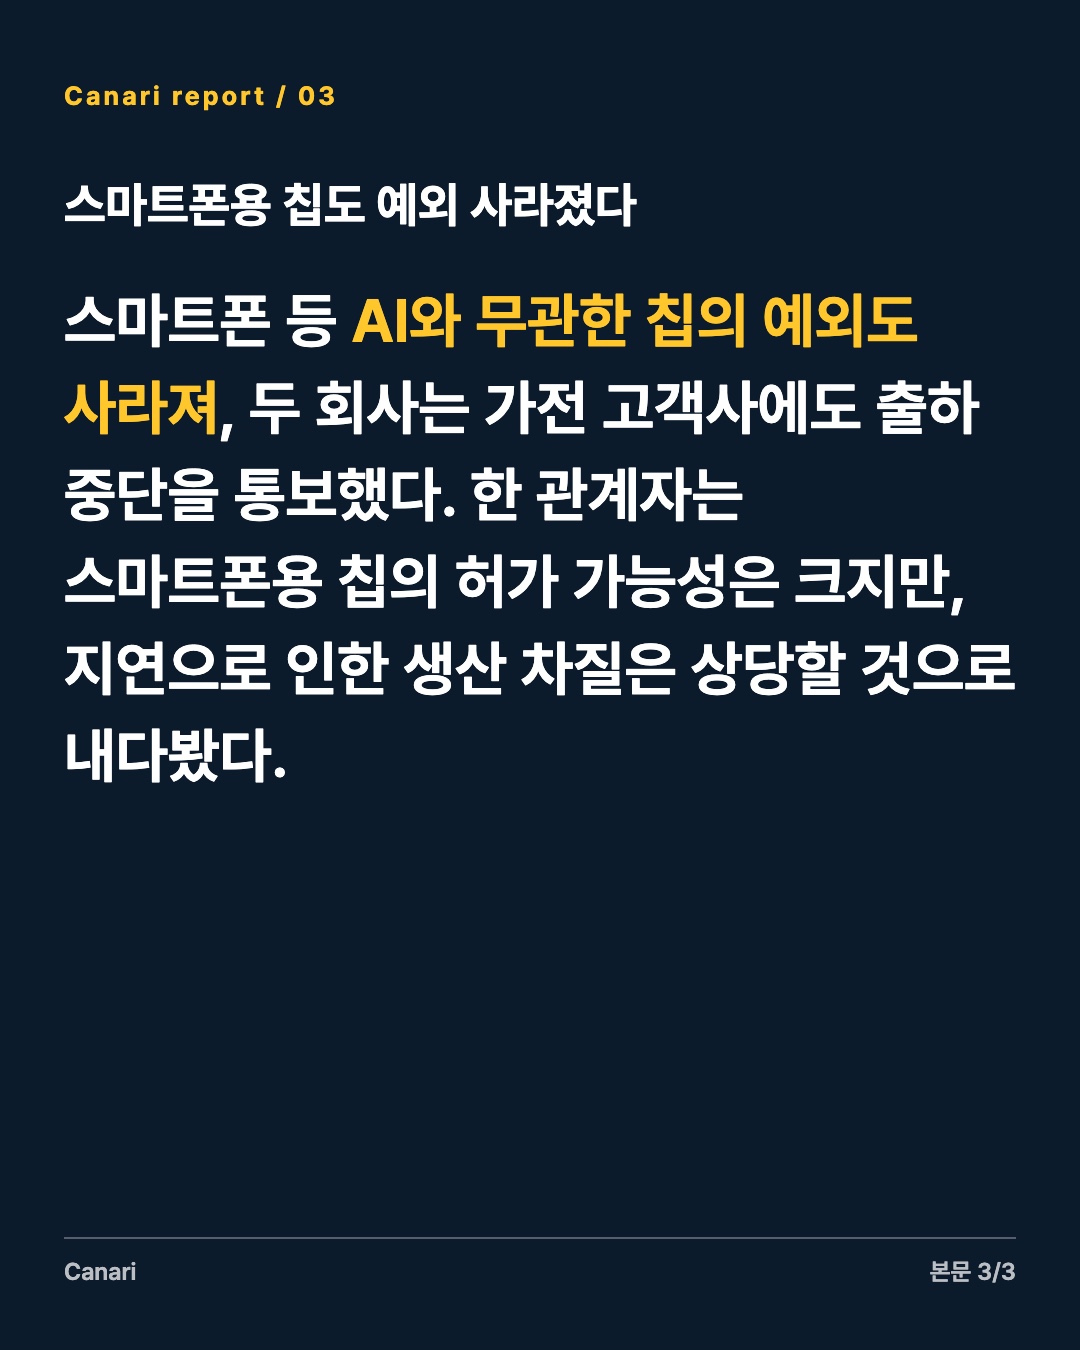 Canari report / 03
스마트폰용 칩도 예외 사라졌다
스마트폰 등 AI와 무관한 칩의 예외도
사라져, 두 회사는 가전 고객사에도 출하
중단을 통보했다. 한 관계자는
스마트폰용 칩의 허가 가능성은 크지만,
지연으로 인한 생산 차질은 상당할 것으로
내다봤다.
Canari
본문 3/3